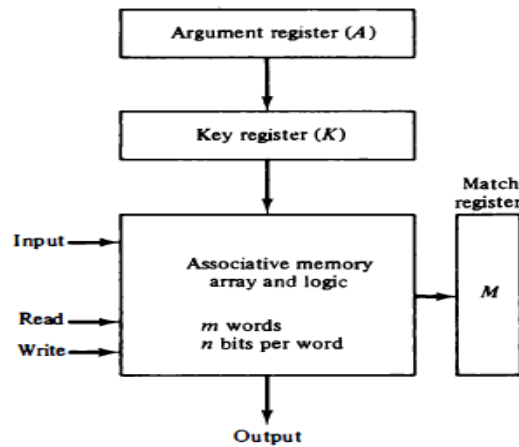 Argument register (A)
Key register (K)
Match
register
Input
Associative memory
array and logic
M
Read
m words
Write
n bits per word
Output